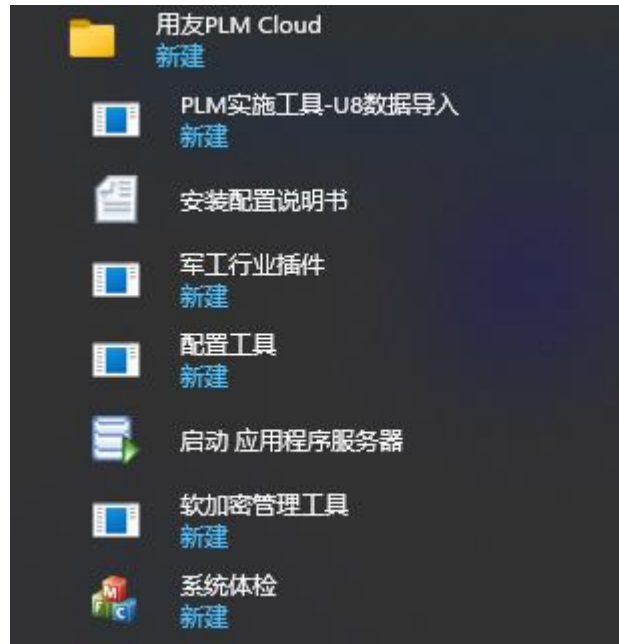 用友PLM Cloud
新建
PLM实施工具-U8数据导入
新建
安装配置说明书
军工行业插件
新建
配置工具
新建
启动 应用程序服务器
软加密管理工具
新建
系统体检
新建